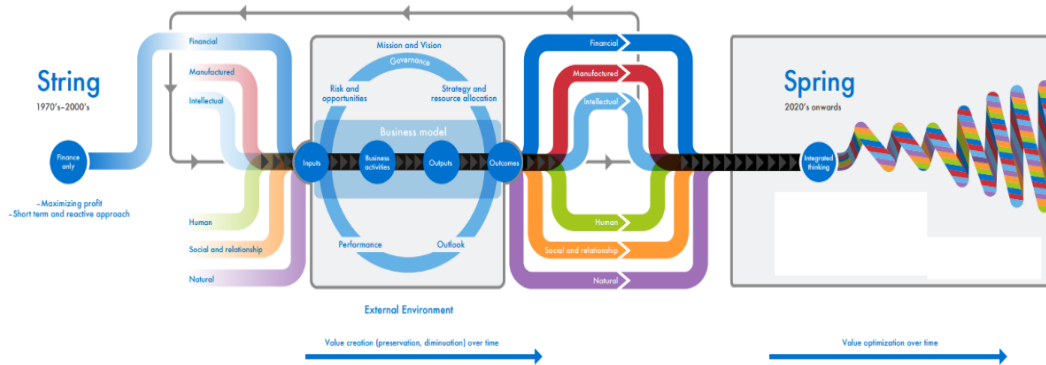 String
1970's–2000's
Finance
only
–Maximizing profit
–Short term and reactive approach
Financial
Manufactured
Intellectual
Human
Social and relationship
Natural
Mission and Vision
Governance
Risk and
opportunities
Strategy and
resource allocation
Business model
Inputs
Business
activities
Outputs
Outcomes
Performance
Outlook
External Environment
Value creation (preservation, diminuation) over time
Financial
Manufactured
Intellectual
Human
Social and relationship
Natural
Spring
2020's onwards
Integrated
thinking
Value optimization over time